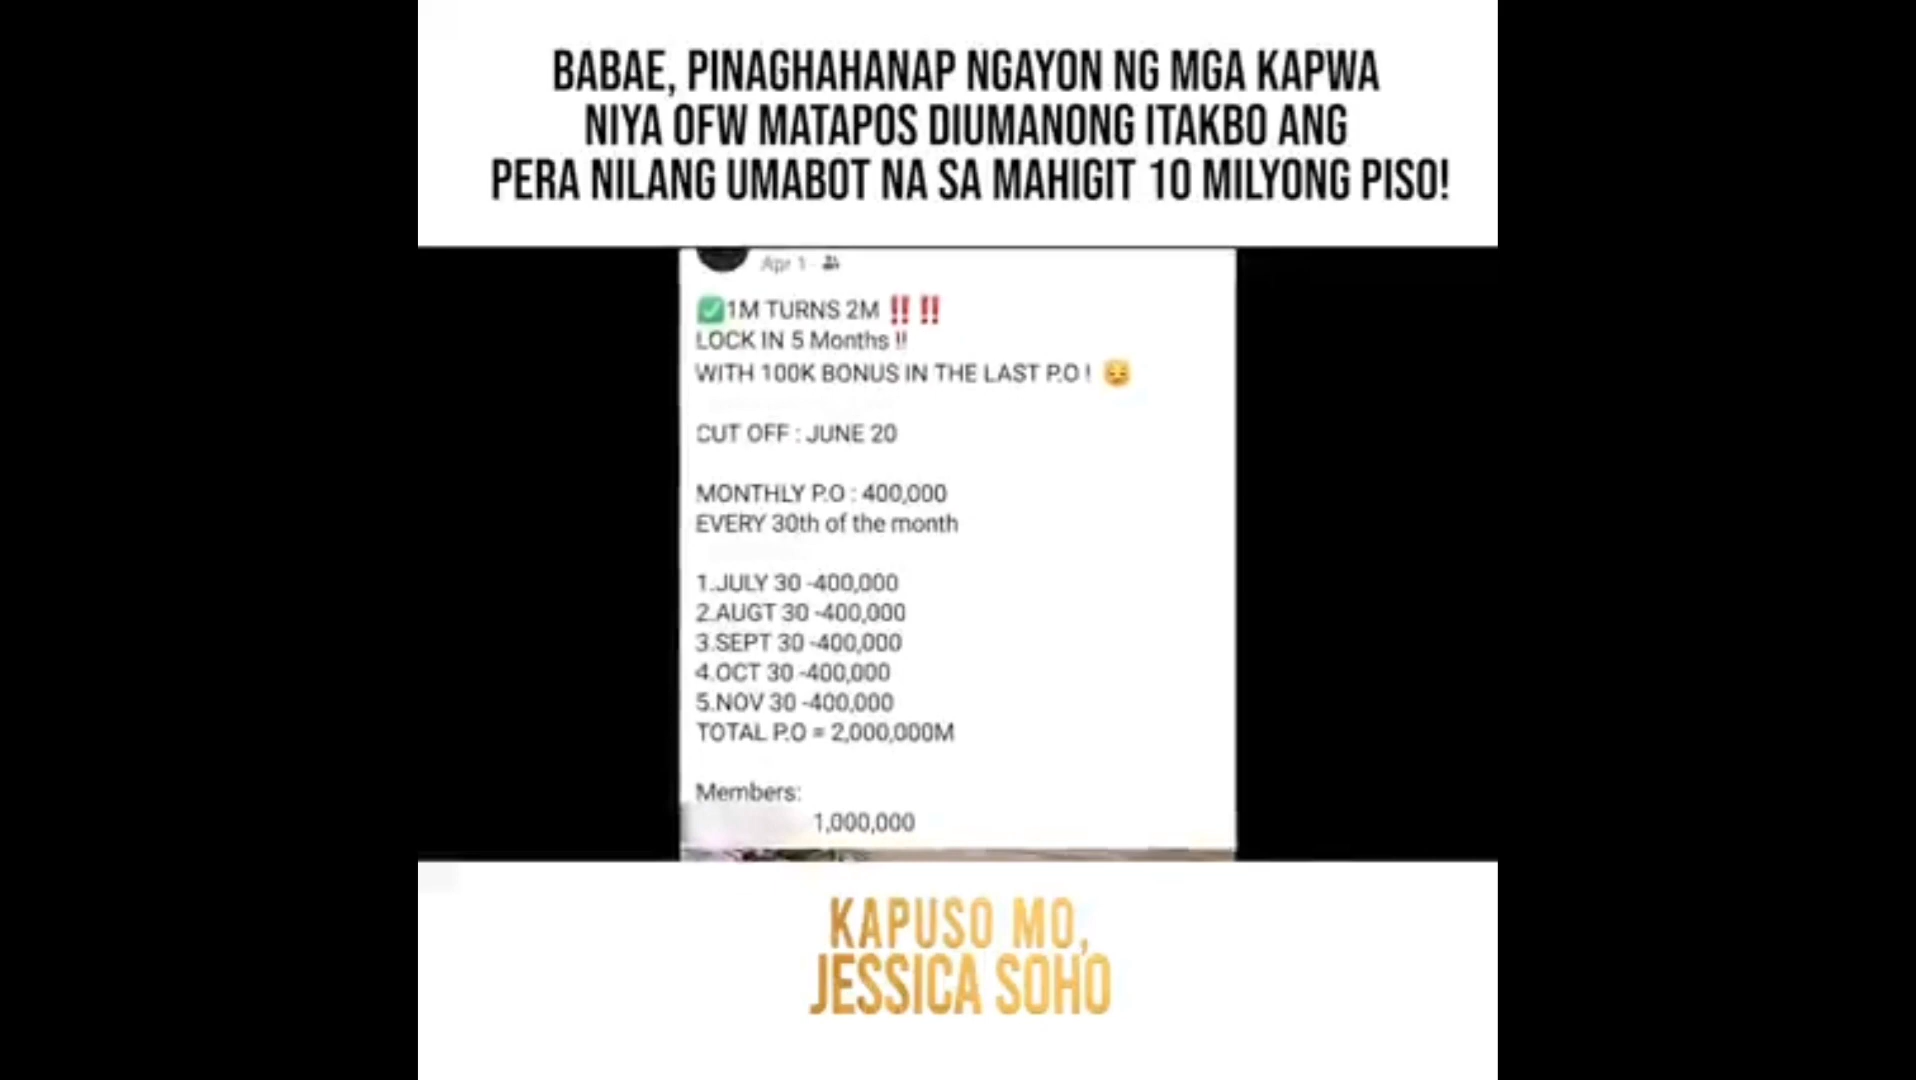 BABAE, PINAGHAHANAP NGAYON NG MGA KAPWA
NIYA OFW MATAPOS DIUMANONG ITAKBO ANG
PERA NILANG UMABOT NA SA MAHIGIT 10 MILYONG PISO!
Apr 1
✅1M TURNS 2M ‼️ ‼️
LOCK IN 5 Months !!
WITH 100K BONUS IN THE LAST P.O !
CUT OFF : JUNE 20
MONTHLY P.O : 400,000
EVERY 30th of the month
1.JULY 30 -400,000
2.AUGT 30 -400,000
3.SEPT 30 -400,000
4.OCT 30 -400,000
5.NOV 30 -400,000
TOTAL P.O = 2,000,000M
Members:
1,000,000
KAPUSO MO,
JESSICA SOHO